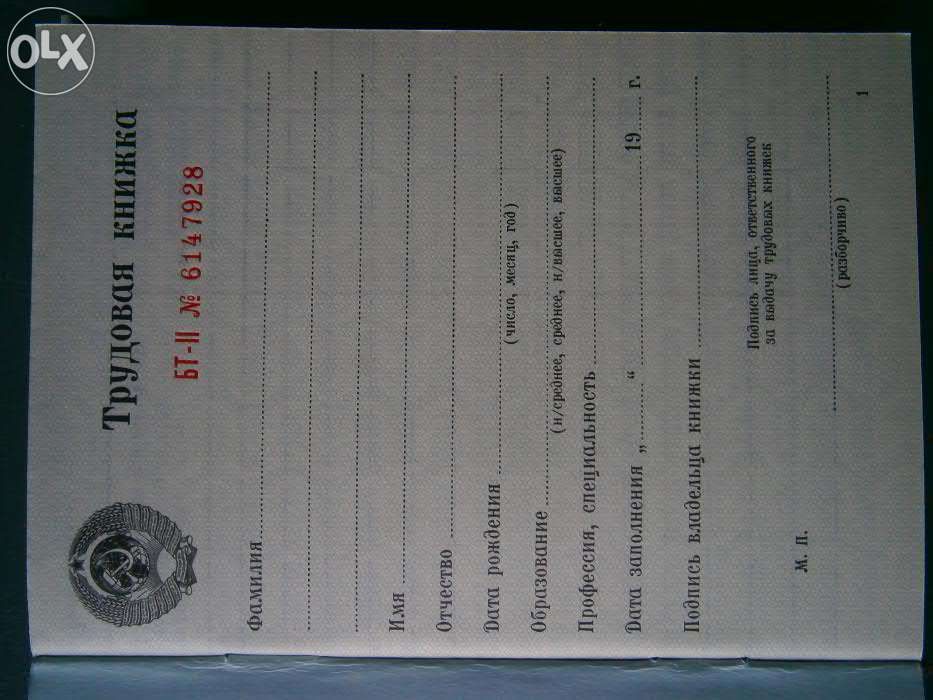 OLX
Трудовая книжка
БТ-II № 6147928
Фамилия
Имя
Отчество
Дата рождения
(число, месяц, год)
Образование
(н/среднее, среднее, н/высшее, высшее)
Профессия, специальность
Дата заполнения „ “ 19 г.
Подпись владельца книжки
Подпись лица, ответственного
за выдачу трудовых книжек
М. П.
(разборчиво)
1